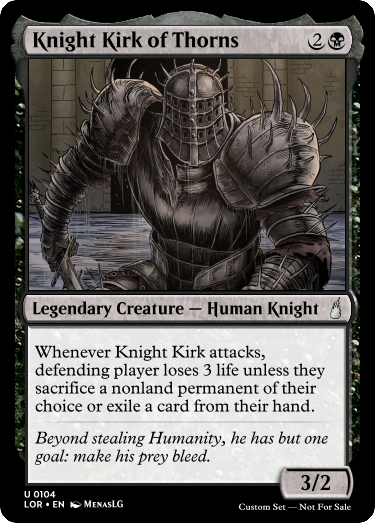 Knight Kirk of Thorns 2
Legendary Creature — Human Knight
Whenever Knight Kirk attacks,
defending player loses 3 life unless they
sacrifice a nonland permanent of their
choice or exile a card from their hand.
Beyond stealing Humanity, he has but one
goal: make his prey bleed.
3/2
U 0104
LOR • EN MenasLG
Custom Set — Not For Sale